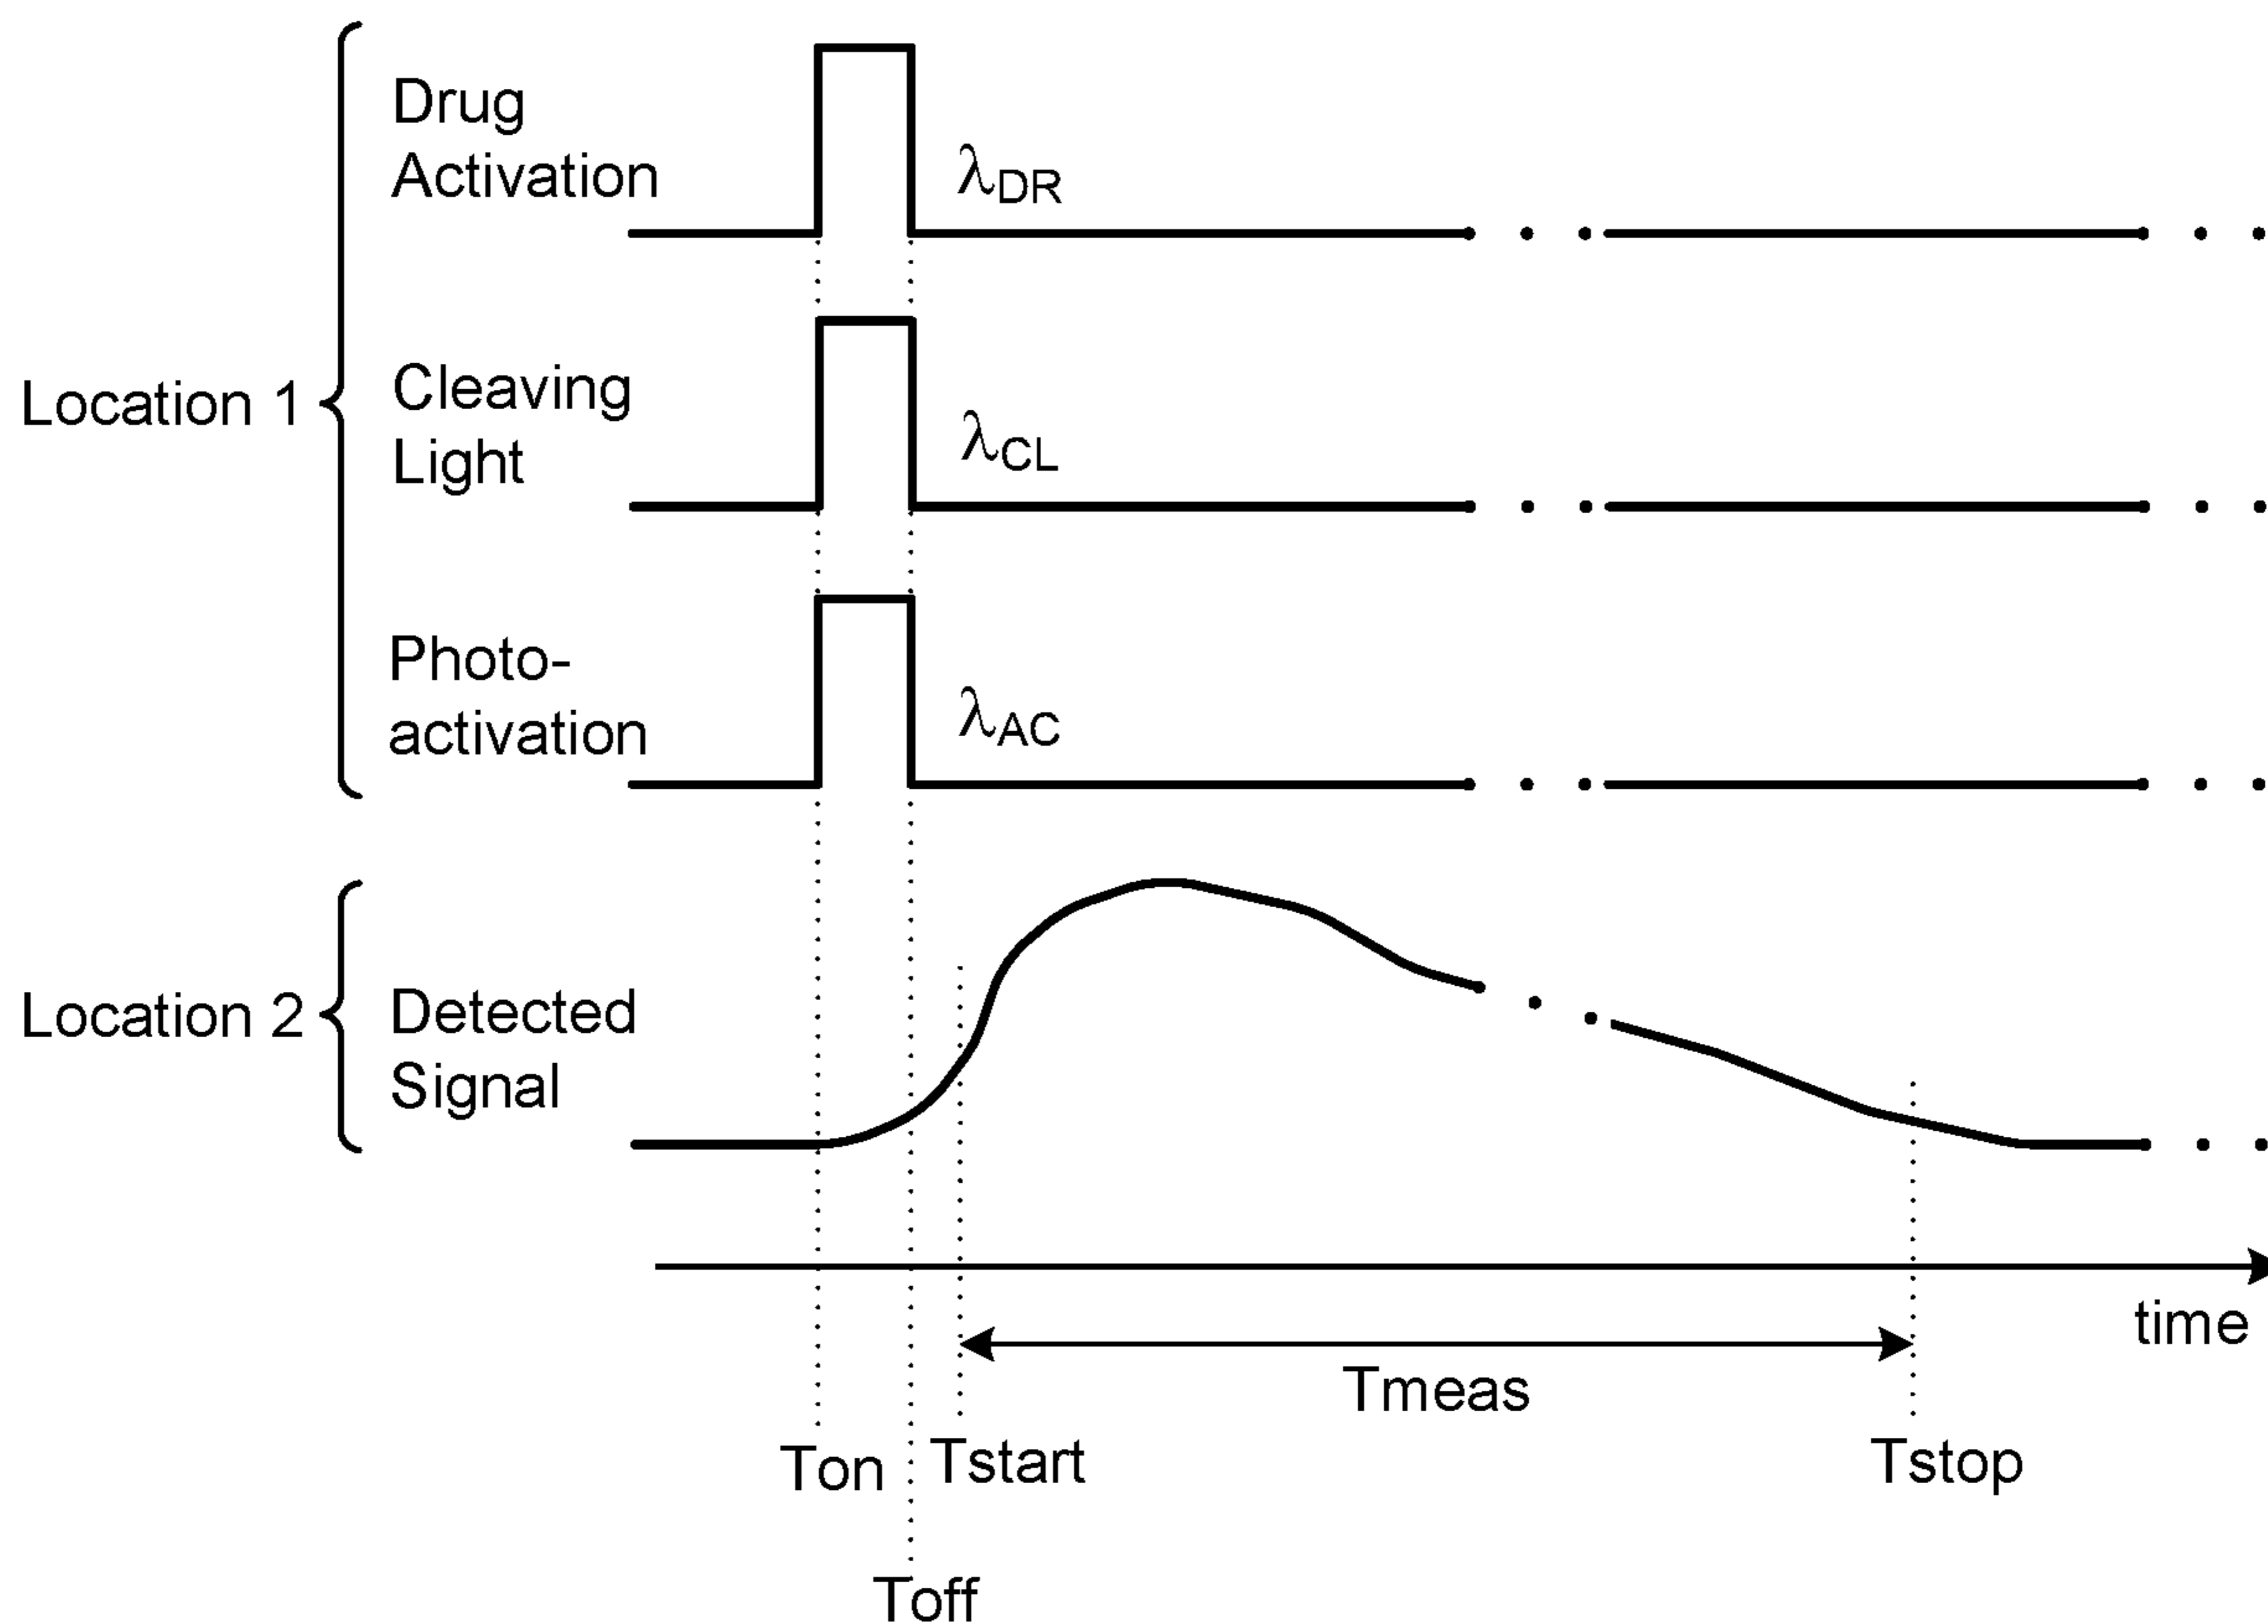 Drug
Activation
λDR
Location 1
Cleaving
Light
λCL
Photo-
activation
λAC
Location 2
Detected
Signal
time
Tmeas
Ton
Tstart
Tstop
Toff